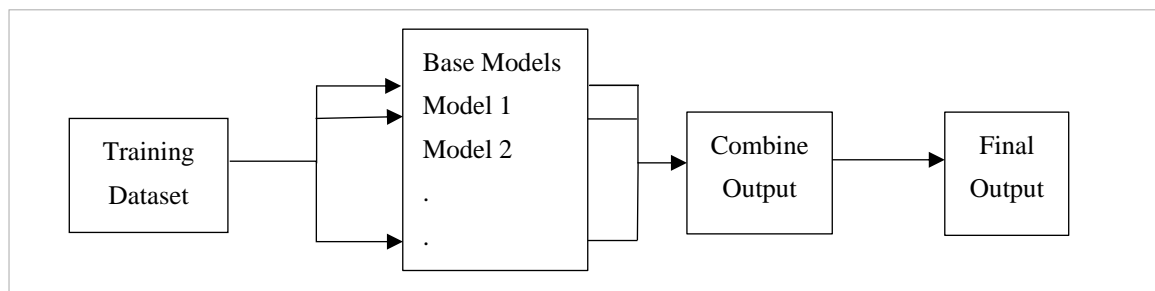 Training
Dataset
Base Models
Model 1
Model 2
.
.
Combine
Output
Final
Output